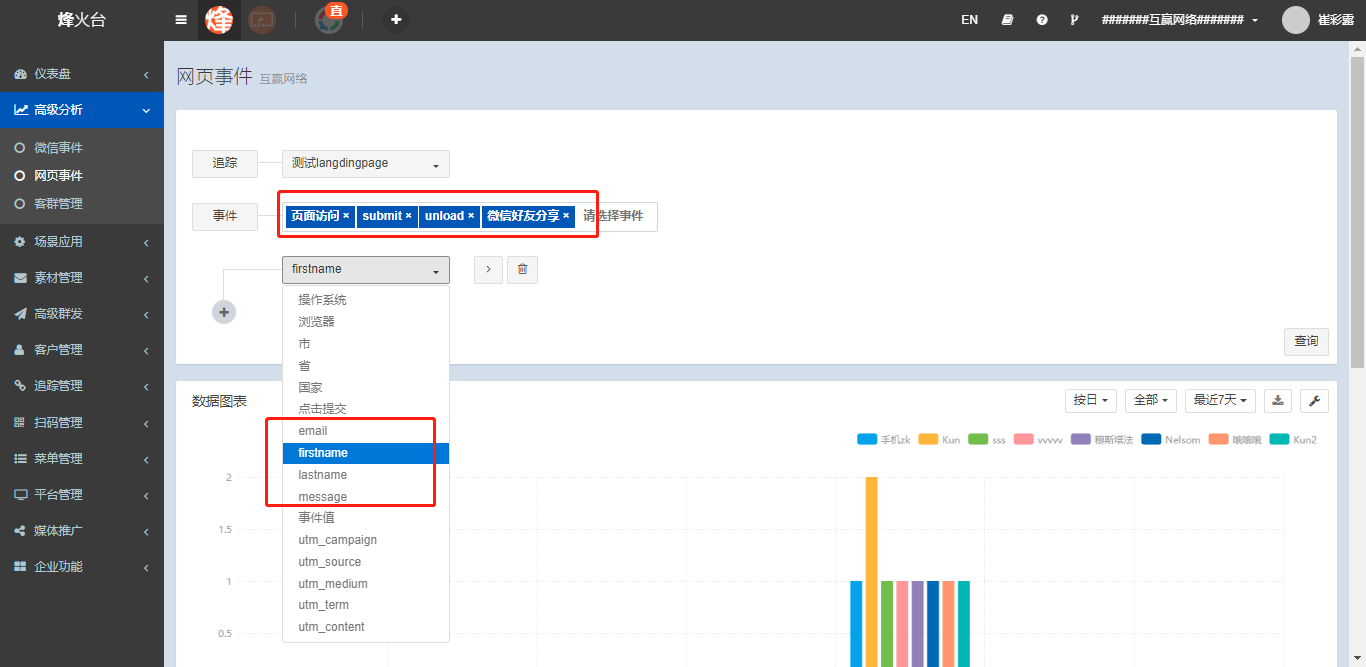 烽火台
烽
直
EN
#######互赢网络#######
崔彩露
仪表盘
高级分析
微信事件
网页事件
客群管理
场景应用
素材管理
高级群发
客户管理
追踪管理
扫码管理
菜单管理
平台管理
媒体推广
企业功能
网页事件 互赢网络
追踪
测试langdingpage
事件
页面访问 ×
submit ×
unload ×
微信好友分享 ×
请选择事件
firstname
操作系统
浏览器
市
省
国家
点击提交
email
firstname
lastname
message
事件值
utm_campaign
utm_source
utm_medium
utm_term
utm_content
查询
数据图表
按日
全部
最近7天
手机zk
Kun
sss
vvvvv
穆斯塔法
Nelsom
哦哦哦
Kun2
2
1.5
1
0.5